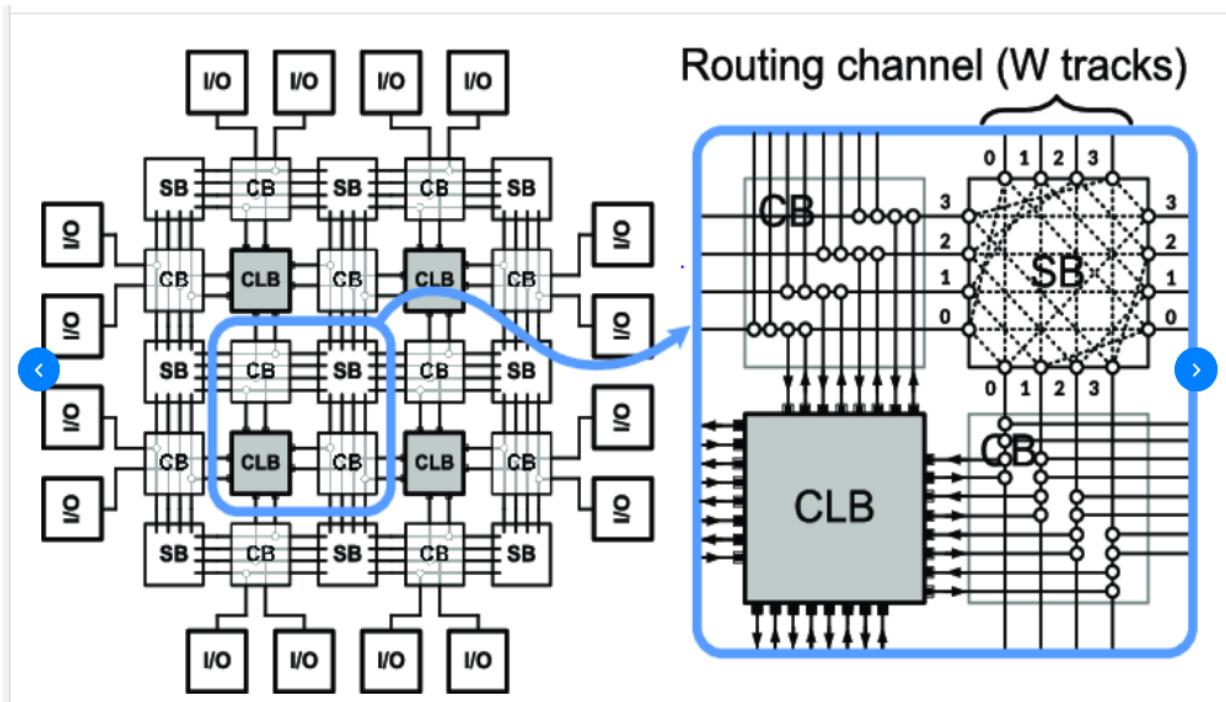 Routing channel (W tracks)
I/O I/O I/O I/O
SB CB SB CB SB
I/O I/O
CB CLB CB CLB CB
I/O I/O
SB CB SB CB SB
I/O I/O
CB CLB CB CLB CB
I/O I/O
SB CB SB CB SB
I/O I/O I/O I/O
0 1 2 3
CB
3 3
2 2
SB
1 1
0 0
0 1 2 3
CB
CLB